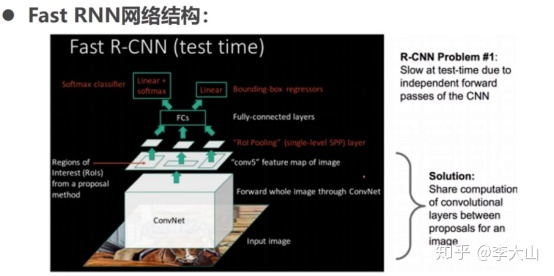 ● Fast RNN网络结构：
Fast R-CNN (test time)
Softmax classifier
Linear +
softmax
Linear
Bounding-box regressors
FCs
Fully-connected layers
"RoI Pooling" (single-level SPP) layer
Regions of
Interest (RoIs)
from a proposal
method
"conv5" feature map of image
Forward whole image through ConvNet
ConvNet
Input image
R-CNN Problem #1:
Slow at test-time due to
independent forward
passes of the CNN
Solution:
Share computation
of convolutional
layers between
proposals for an
image
知乎 @李大山